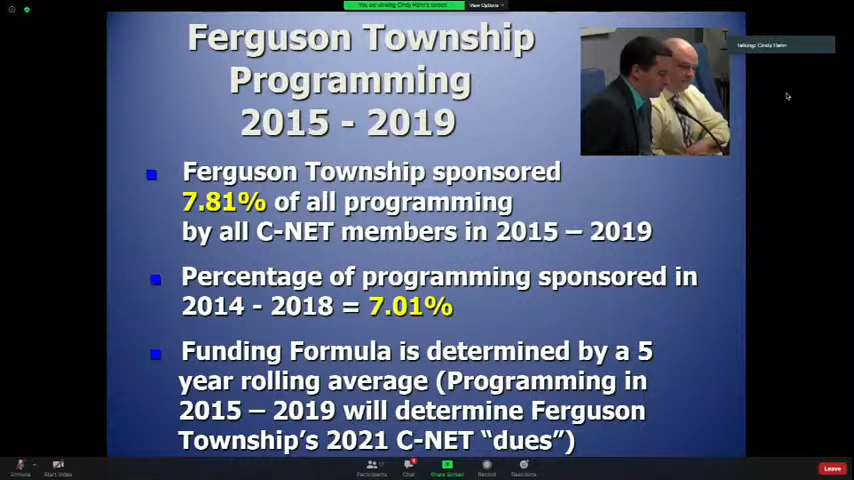 You are viewing Cindy Hahn's screen
View Options
Ferguson Township
Programming
2015 - 2019
Talking: Cindy Hahn
Ferguson Township sponsored
7.81% of all programming
by all C-NET members in 2015 – 2019
Percentage of programming sponsored in
2014 - 2018 = 7.01%
Funding Formula is determined by a 5
year rolling average (Programming in
2015 – 2019 will determine Ferguson
Township's 2021 C-NET “dues”)
Unmute
Start Video
Participants
Chat
Share Screen
Record
Reactions
Leave